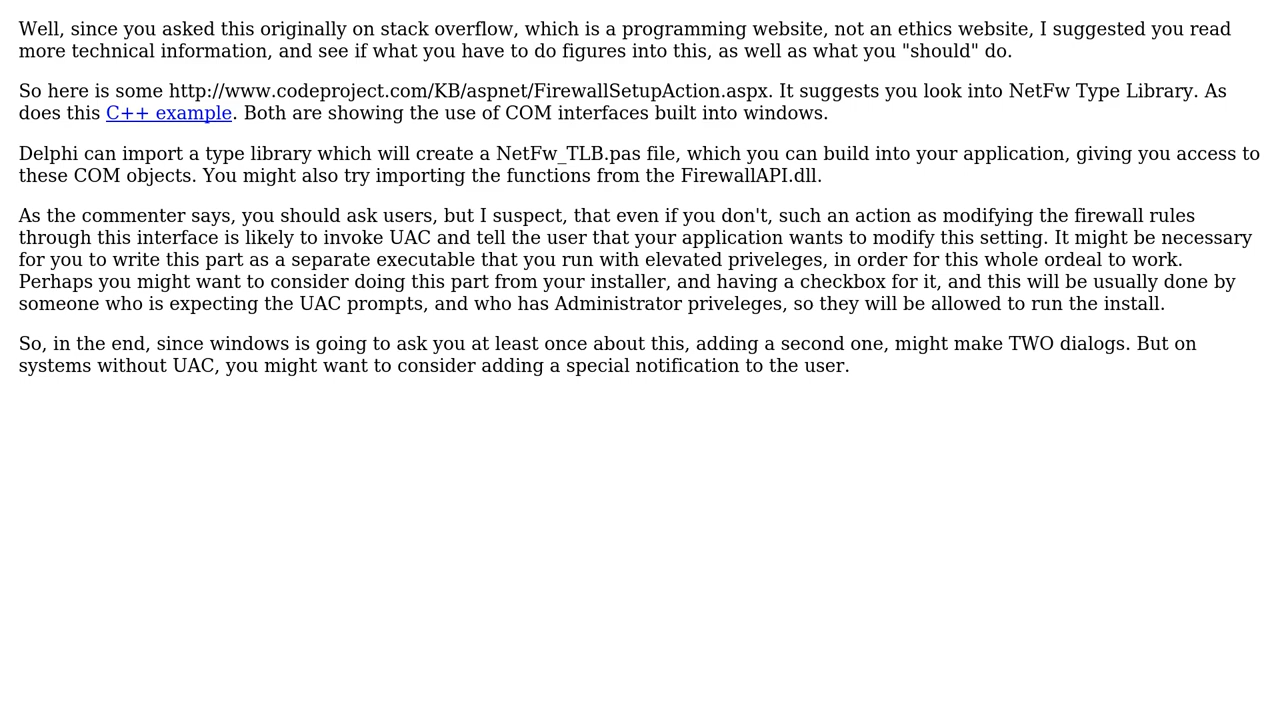 Well, since you asked this originally on stack overflow, which is a programming website, not an ethics website, I suggested you read
more technical information, and see if what you have to do figures into this, as well as what you "should" do.
So here is some http://www.codeproject.com/KB/aspnet/FirewallSetupAction.aspx. It suggests you look into NetFw Type Library. As
does this C++ example. Both are showing the use of COM interfaces built into windows.
Delphi can import a type library which will create a NetFw_TLB.pas file, which you can build into your application, giving you access to
these COM objects. You might also try importing the functions from the FirewallAPI.dll.
As the commenter says, you should ask users, but I suspect, that even if you don't, such an action as modifying the firewall rules
through this interface is likely to invoke UAC and tell the user that your application wants to modify this setting. It might be necessary
for you to write this part as a separate executable that you run with elevated priveleges, in order for this whole ordeal to work.
Perhaps you might want to consider doing this part from your installer, and having a checkbox for it, and this will be usually done by
someone who is expecting the UAC prompts, and who has Administrator priveleges, so they will be allowed to run the install.
So, in the end, since windows is going to ask you at least once about this, adding a second one, might make TWO dialogs. But on
systems without UAC, you might want to consider adding a special notification to the user.